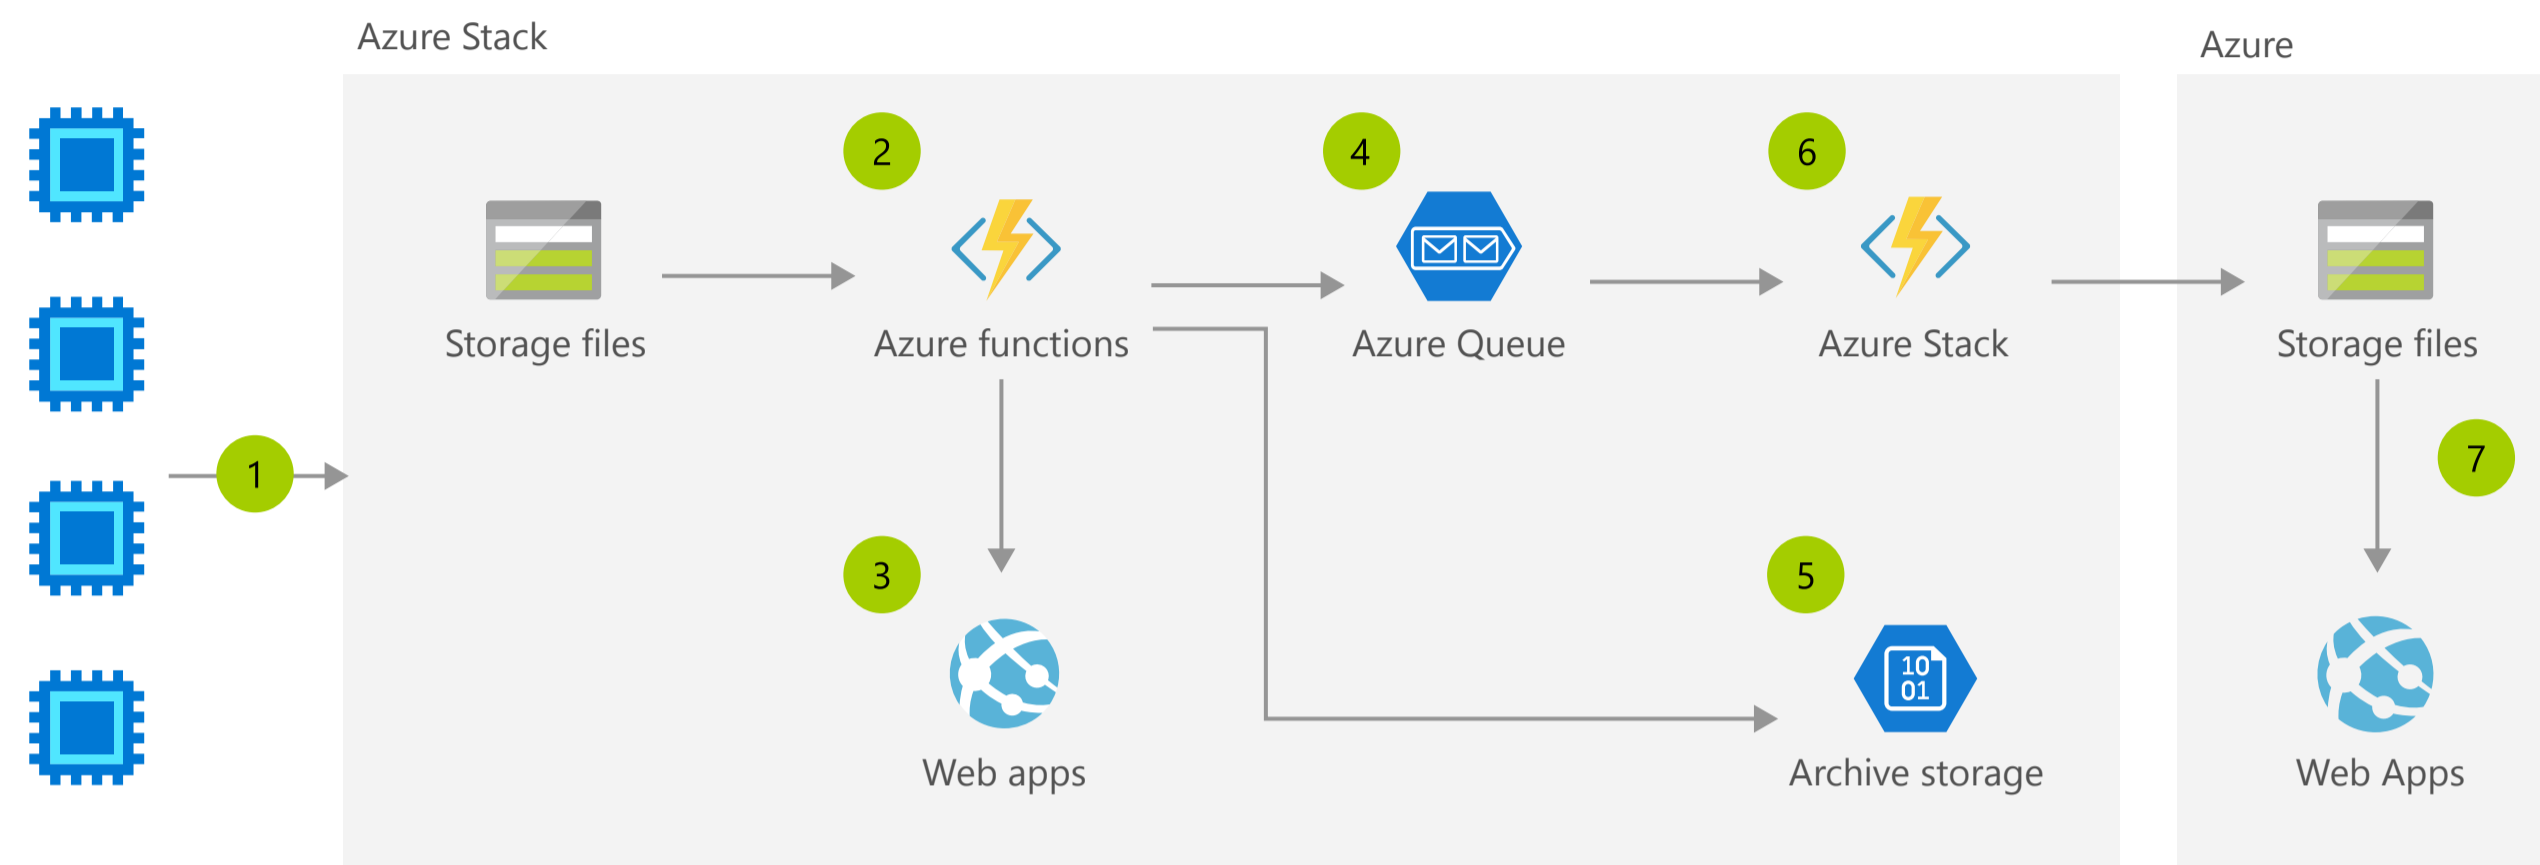 Azure Stack
Azure
2
4
6
Storage files
Azure functions
Azure Queue
Azure Stack
Storage files
1
7
3
5
10
01
Web apps
Archive storage
Web Apps